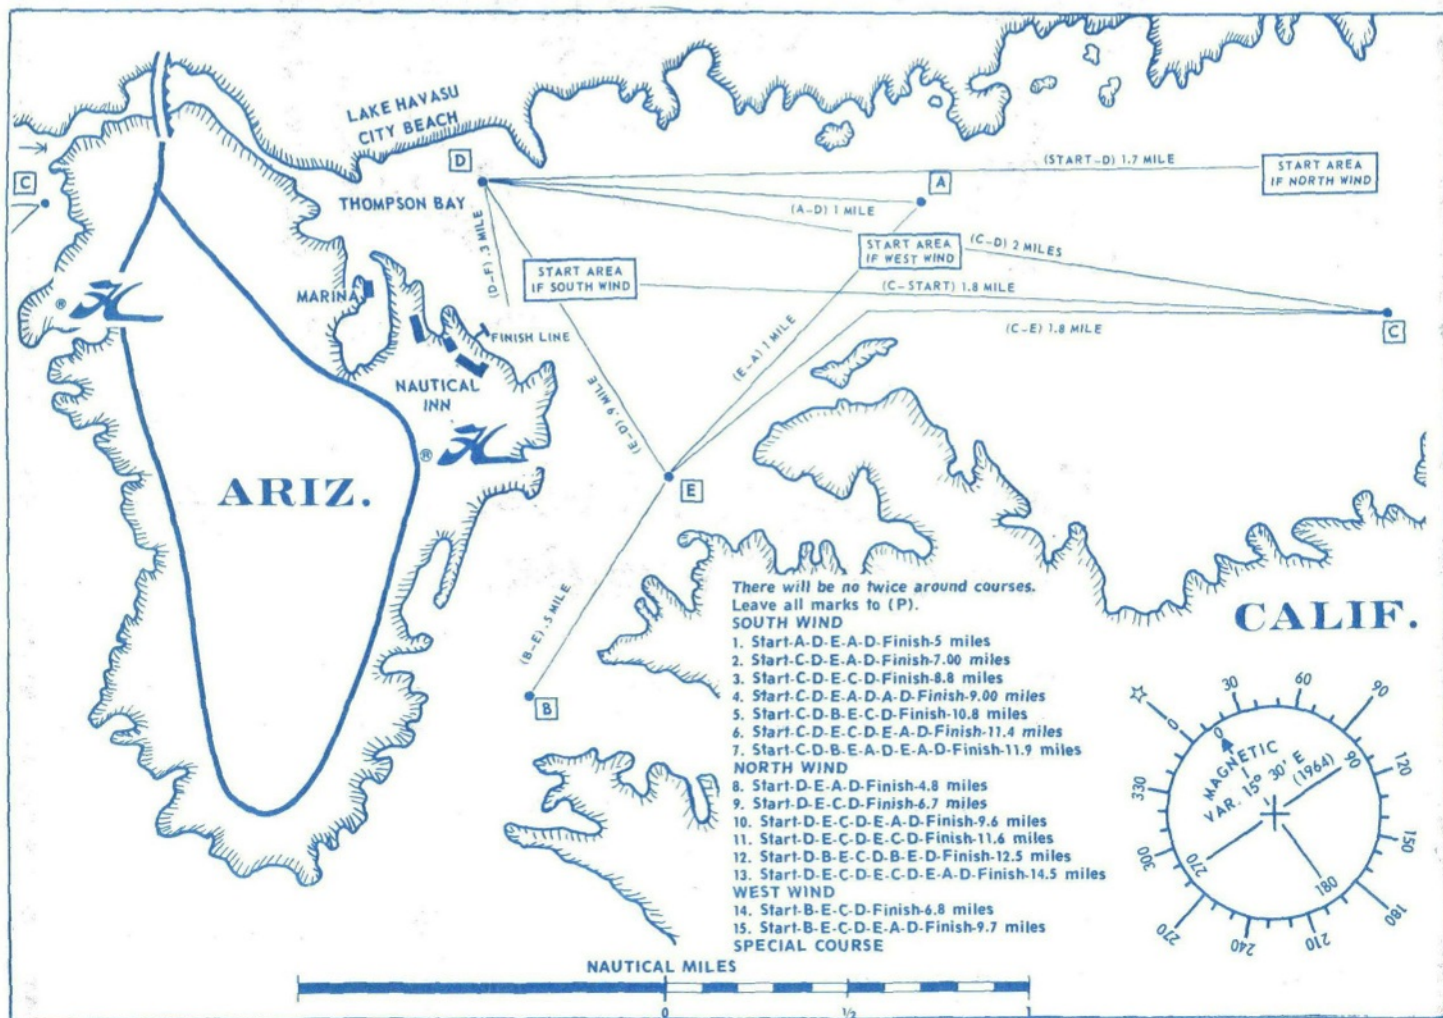 LAKE HAVASU
CITY BEACH
D
C
THOMPSON BAY
(START-D) 1.7 MILE
START AREA
IF NORTH WIND
A
(A-D) 1 MILE
(D-F) .3 MILE
START AREA
IF WEST WIND
(C-D) 2 MILES
START AREA
IF SOUTH WIND
(C-START) 1.8 MILE
MARINA
®
(C-E) 1.8 MILE
C
FINISH LINE
(E-A) 1 MILE
NAUTICAL
INN
(E-D) .9 MILE
®
ARIZ.
E
(B-E) .5 MILE
B
CALIF.
There will be no twice around courses.
Leave all marks to (P).
SOUTH WIND
1. Start-A-D-E-A-D-Finish-5 miles
2. Start-C-D-E-A-D-Finish-7.00 miles
3. Start-C-D-E-C-D-Finish-8.8 miles
4. Start-C-D-E-A-D-A-D-Finish-9.00 miles
5. Start-C-D-B-E-C-D-Finish-10.8 miles
6. Start-C-D-E-C-D-E-A-D-Finish-11.4 miles
7. Start-C-D-B-E-A-D-E-A-D-Finish-11.9 miles
NORTH WIND
8. Start-D-E-A-D-Finish-4.8 miles
9. Start-D-E-C-D-Finish-6.7 miles
10. Start-D-E-C-D-E-A-D-Finish-9.6 miles
11. Start-D-E-C-D-E-C-D-Finish-11.6 miles
12. Start-D-B-E-C-D-B-E-D-Finish-12.5 miles
13. Start-D-E-C-D-E-C-D-E-A-D-Finish-14.5 miles
WEST WIND
14. Start-B-E-C-D-Finish-6.8 miles
15. Start-B-E-C-D-E-A-D-Finish-9.7 miles
SPECIAL COURSE
0
30
60
90
120
150
180
210
240
270
300
330
0
90
180
270
MAGNETIC
VAR. 15° 30' E
(1964)
NAUTICAL MILES
0
1/2
1